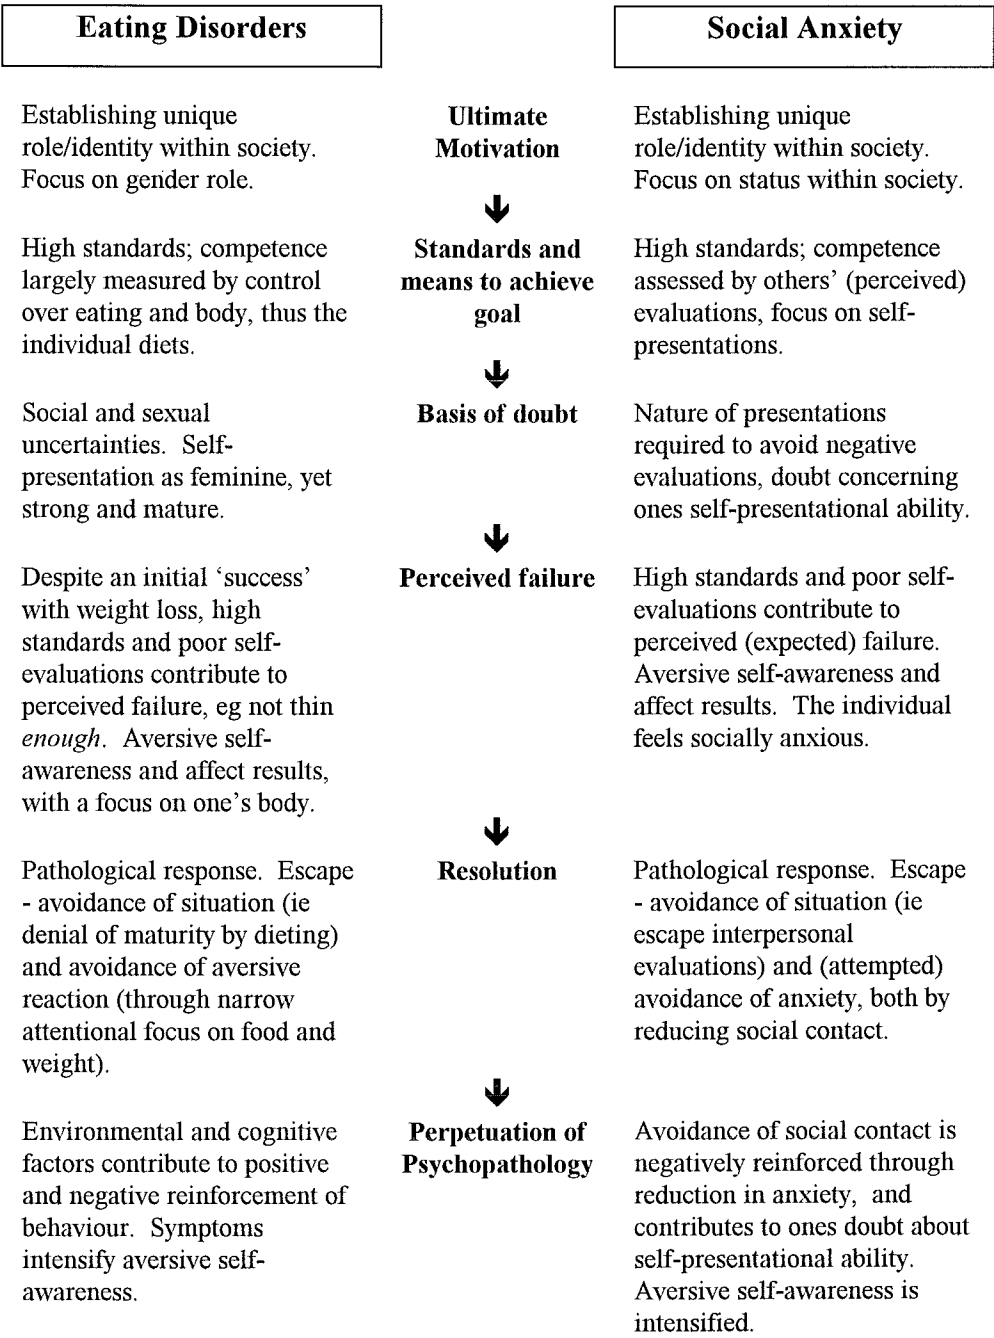 Eating Disorders
Social Anxiety
Establishing unique
role/identity within society.
Focus on gender role.
Ultimate
Motivation
Establishing unique
role/identity within society.
Focus on status within society.
High standards; competence
largely measured by control
over eating and body, thus the
individual diets.
Standards and
means to achieve
goal
High standards; competence
assessed by others’ (perceived)
evaluations, focus on self-
presentations.
Social and sexual
uncertainties.  Self-
presentation as feminine, yet
strong and mature.
Basis of doubt
Nature of presentations
required to avoid negative
evaluations, doubt concerning
ones self-presentational ability.
Despite an initial ‘success’
with weight loss, high
standards and poor self-
evaluations contribute to
perceived failure, eg not thin
enough.  Aversive self-
awareness and affect results,
with a focus on one’s body.
Perceived failure
High standards and poor self-
evaluations contribute to
perceived (expected) failure.
Aversive self-awareness and
affect results.  The individual
feels socially anxious.
Pathological response.  Escape
- avoidance of situation (ie
denial of maturity by dieting)
and avoidance of aversive
reaction (through narrow
attentional focus on food and
weight).
Resolution
Pathological response.  Escape
- avoidance of situation (ie
escape interpersonal
evaluations) and (attempted)
avoidance of anxiety, both by
reducing social contact.
Environmental and cognitive
factors contribute to positive
and negative reinforcement of
behaviour.  Symptoms
intensify aversive self-
awareness.
Perpetuation of
Psychopathology
Avoidance of social contact is
negatively reinforced through
reduction in anxiety,  and
contributes to ones doubt about
self-presentational ability.
Aversive self-awareness is
intensified.